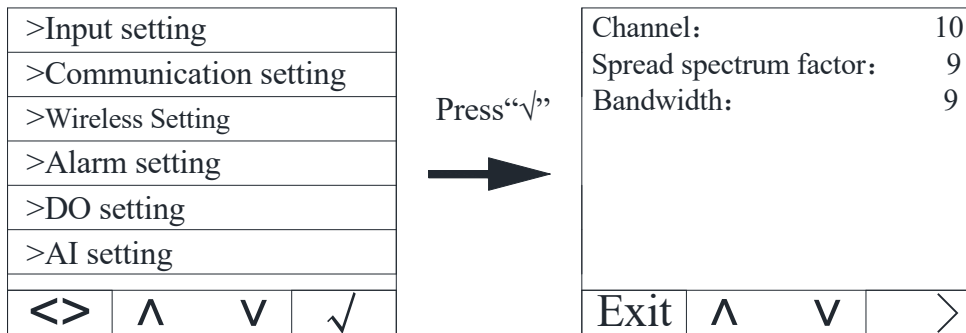 >Input setting
>Communication setting
>Wireless Setting
>Alarm setting
>DO setting
>AI setting
<> ʌ v √
Press“√”
Channel： 10
Spread spectrum factor： 9
Bandwidth： 9
Exit ʌ v >